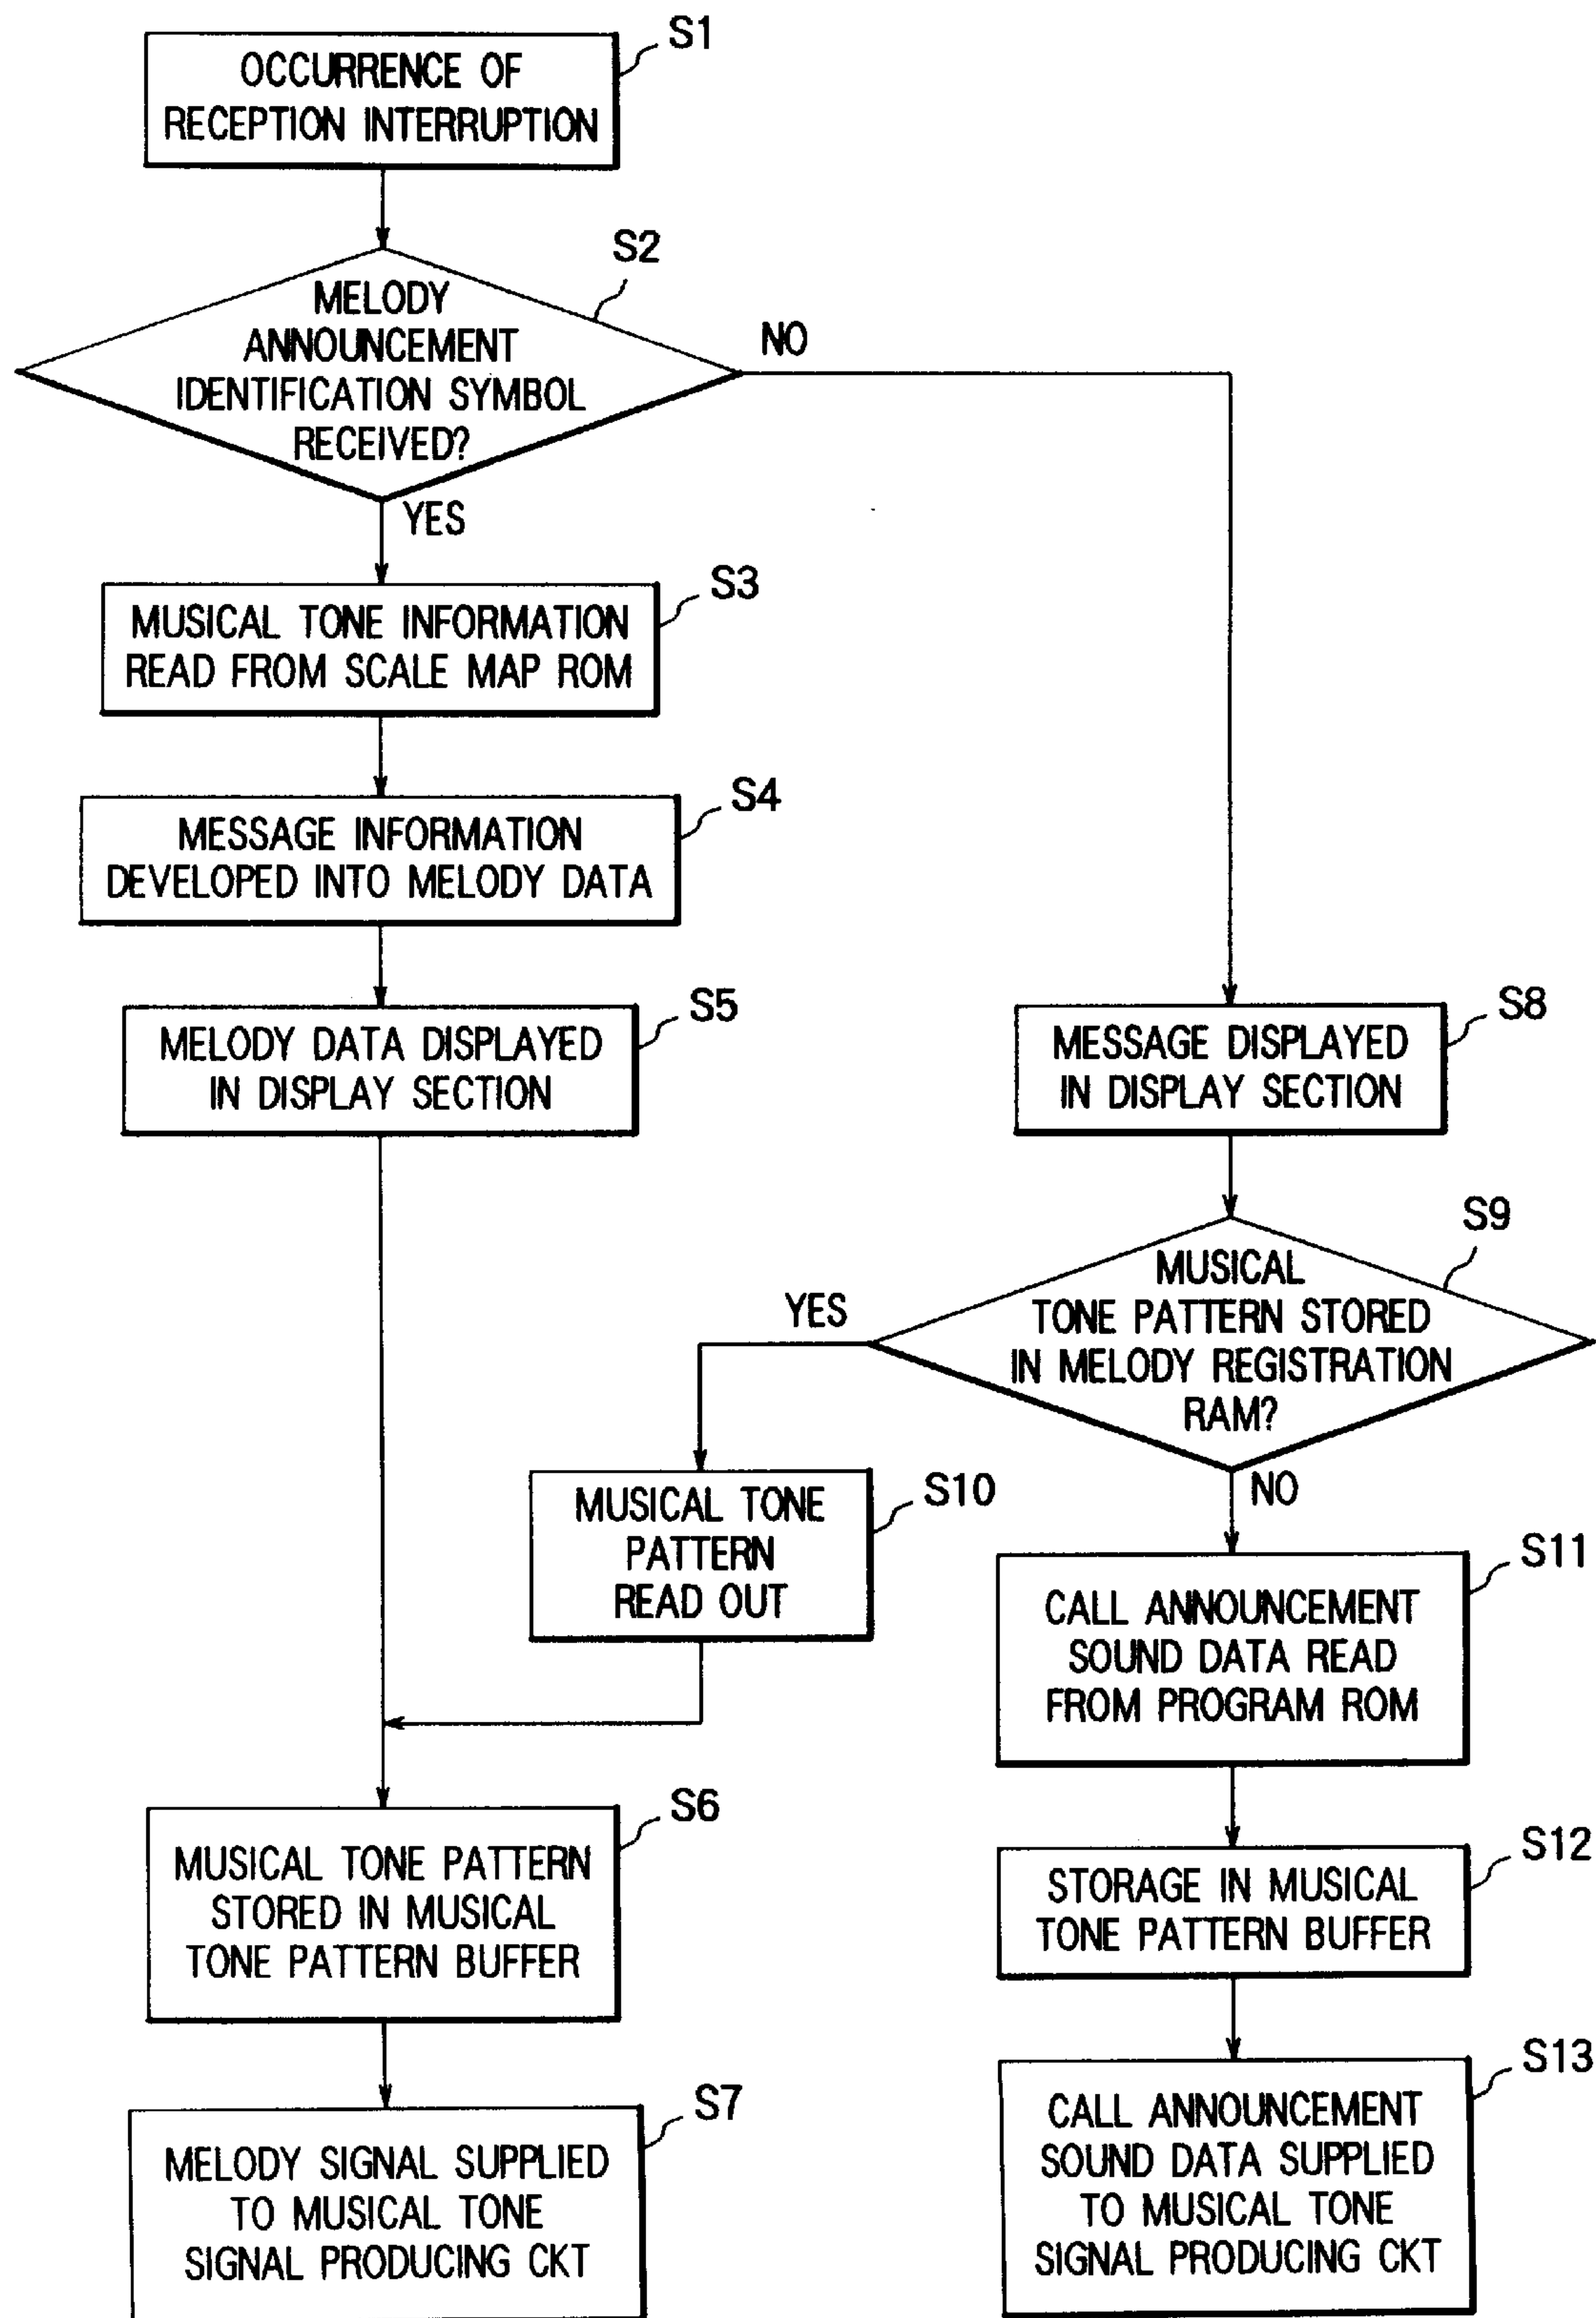 S1
OCCURRENCE OF
RECEPTION INTERRUPTION
S2
MELODY
ANNOUNCEMENT
IDENTIFICATION SYMBOL
RECEIVED?
NO
YES
S3
MUSICAL TONE INFORMATION
READ FROM SCALE MAP ROM
S4
MESSAGE INFORMATION
DEVELOPED INTO MELODY DATA
S5
MELODY DATA DISPLAYED
IN DISPLAY SECTION
S8
MESSAGE DISPLAYED
IN DISPLAY SECTION
S9
MUSICAL
TONE PATTERN STORED
IN MELODY REGISTRATION
RAM?
YES
NO
S10
MUSICAL TONE
PATTERN
READ OUT
S11
CALL ANNOUNCEMENT
SOUND DATA READ
FROM PROGRAM ROM
S6
MUSICAL TONE PATTERN
STORED IN MUSICAL
TONE PATTERN BUFFER
S12
STORAGE IN MUSICAL
TONE PATTERN BUFFER
S7
MELODY SIGNAL SUPPLIED
TO MUSICAL TONE
SIGNAL PRODUCING CKT
S13
CALL ANNOUNCEMENT
SOUND DATA SUPPLIED
TO MUSICAL TONE
SIGNAL PRODUCING CKT